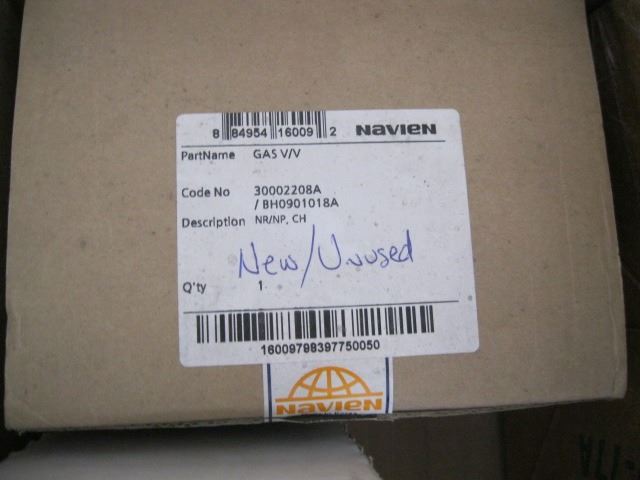 8 84954 16009 2 NAVIEN
PartName GAS V/V
Code No 30002208A
/ BH0901018A
Description NR/NP, CH
New/Unused
Q'ty 1
16009798397750050
NAVIEN